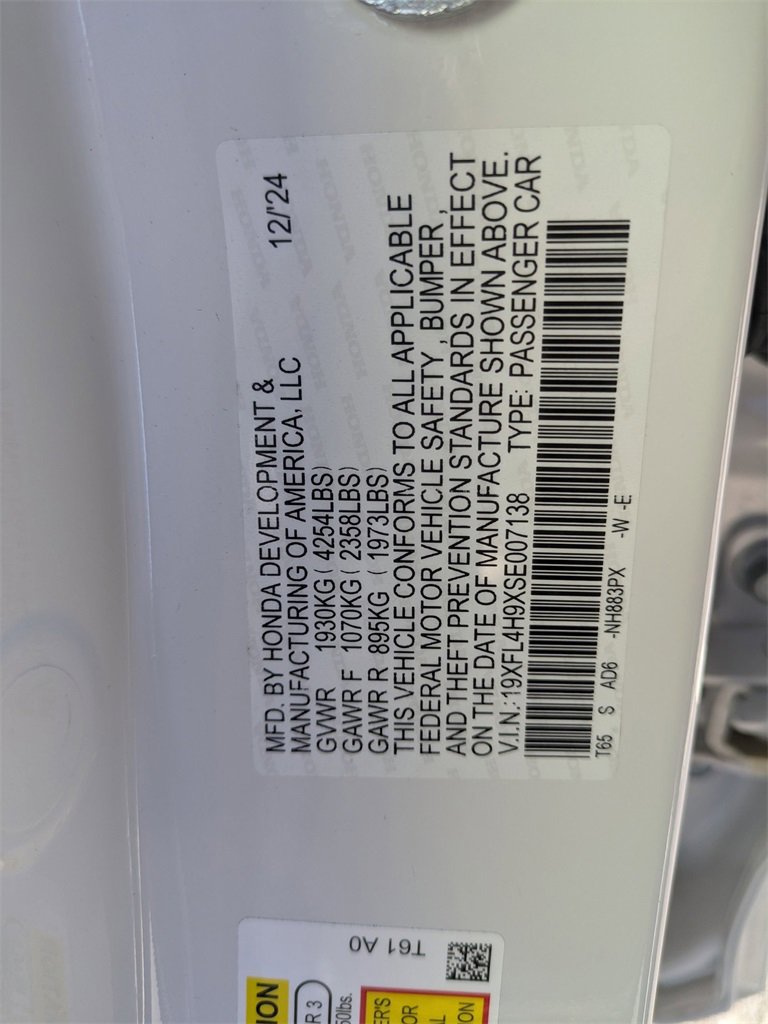 MFD. BY HONDA DEVELOPMENT &
MANUFACTURING OF AMERICA, LLC 12/'24
GVWR 1930KG ( 4254LBS)
GAWR F 1070KG ( 2358LBS)
GAWR R 895KG ( 1973LBS)
THIS VEHICLE CONFORMS TO ALL APPLICABLE
FEDERAL MOTOR VEHICLE SAFETY , BUMPER ,
AND THEFT PREVENTION STANDARDS IN EFFECT
ON THE DATE OF MANUFACTURE SHOWN ABOVE.
V.I.N.:19XFL4H9XSE007138 TYPE: PASSENGER CAR
T65 S AD6 -NH883PX -W -E
T61 A0